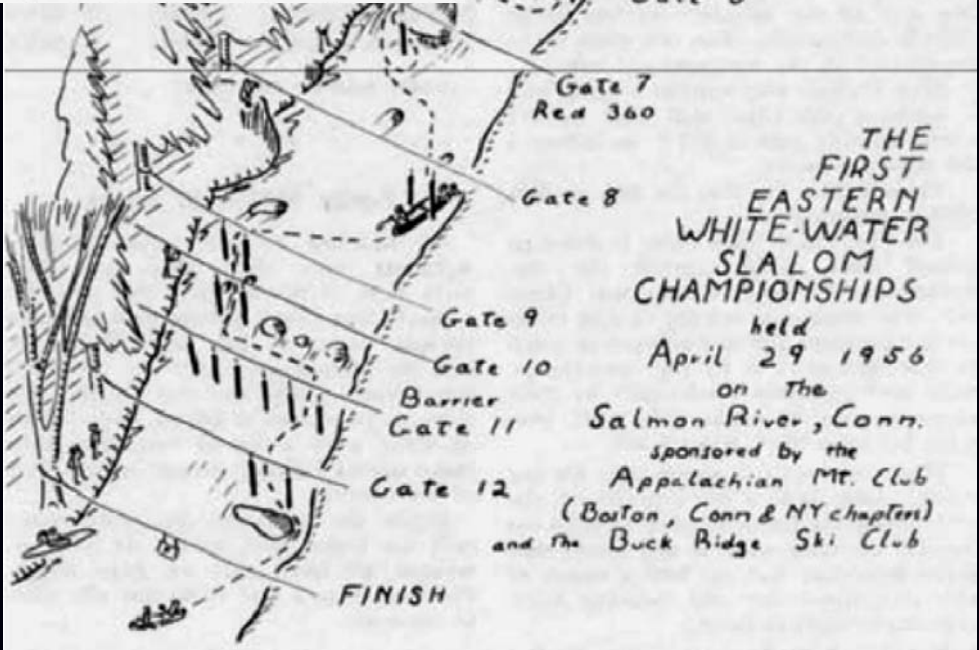 Gate 7
Red 360
Gate 8
Gate 9
Gate 10
Barrier
Gate 11
Gate 12
FINISH
THE
FIRST
EASTERN
WHITE-WATER
SLALOM
CHAMPIONSHIPS
held
April 29 1956
on the
Salmon River, Conn.
sponsored by the
Appalachian Mt. Club
(Boston, Conn & NY chapters)
and the Buck Ridge Ski Club